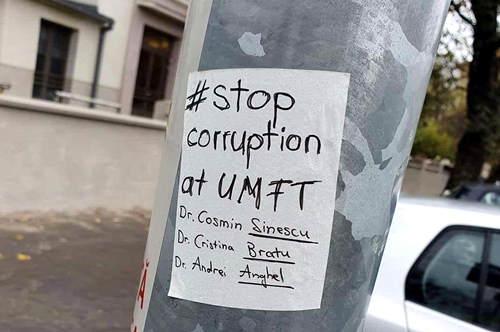 #stop
corruption
at UMFT
Dr. Cosmin Sinescu
Dr. Cristina Bratu
Dr. Andrei Anghel